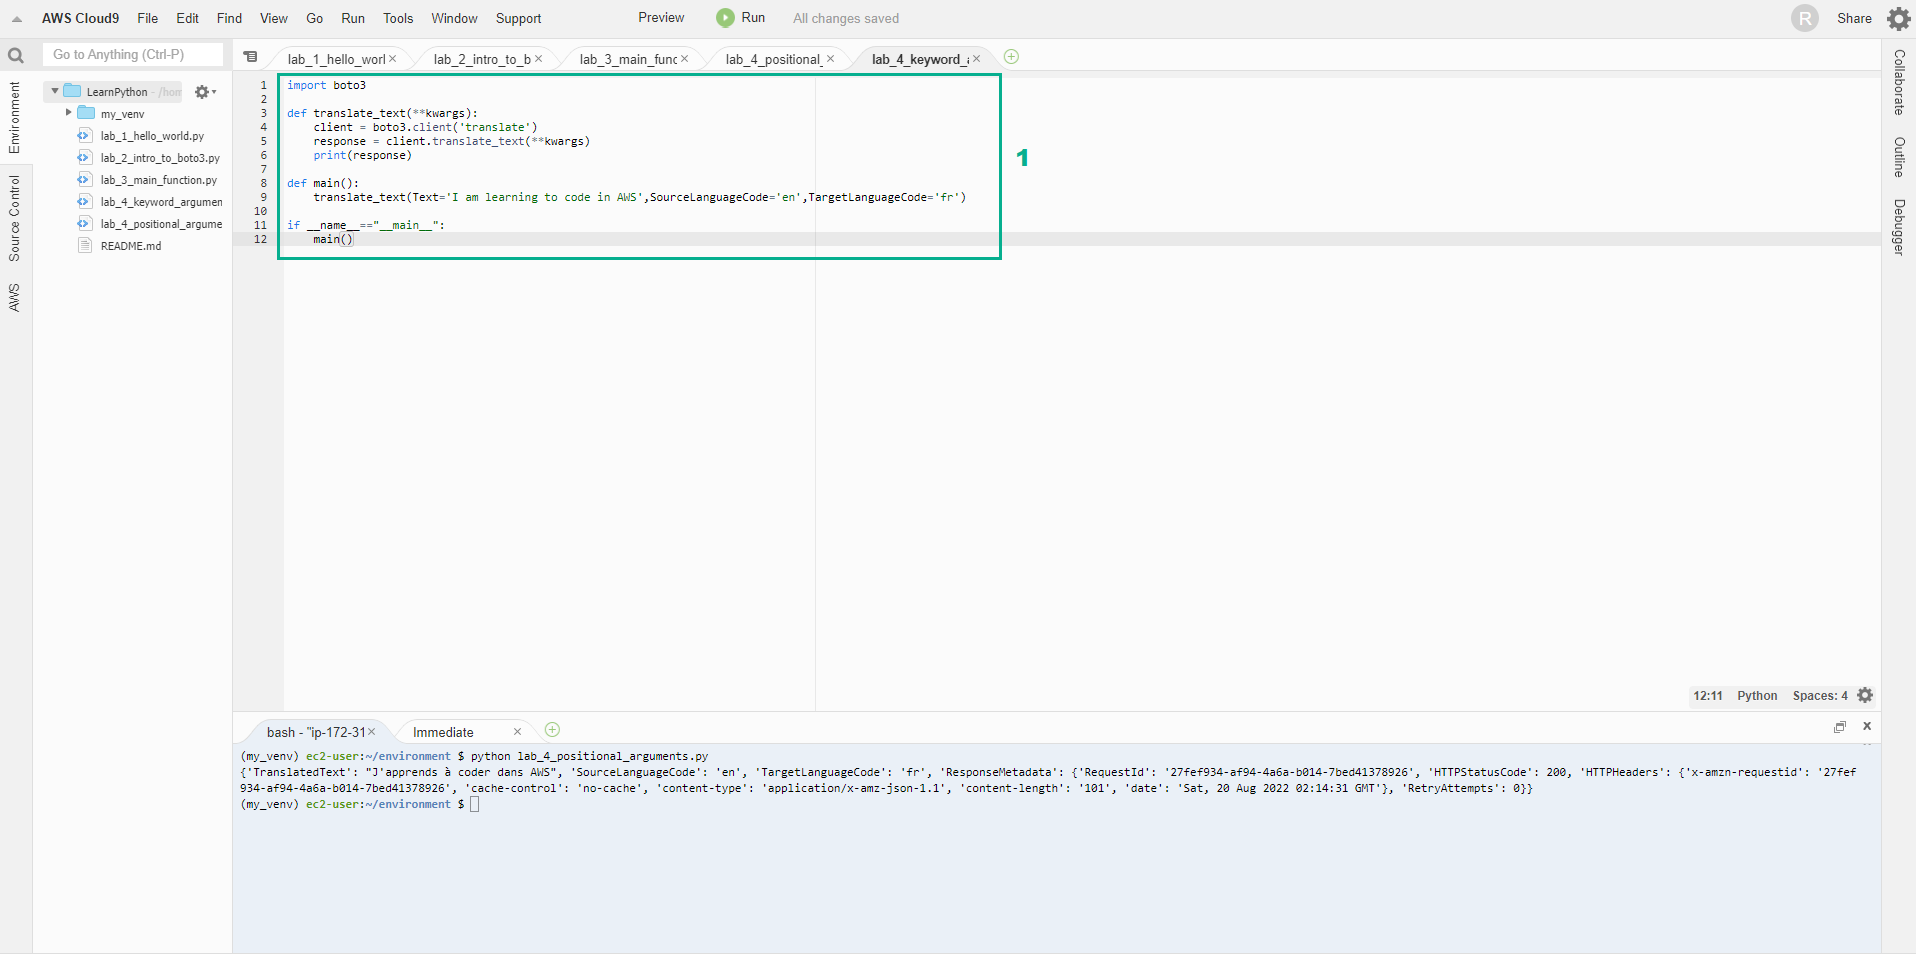 AWS Cloud9 File Edit Find View Go Run Tools Window Support Preview Run All changes saved R Share
Go to Anything (Ctrl-P)
lab_1_hello_worl lab_2_intro_to_b lab_3_main_func lab_4_positional_ lab_4_keyword_a
Environment
Source Control
AWS
LearnPython - /hom
my_venv
lab_1_hello_world.py
lab_2_intro_to_boto3.py
lab_3_main_function.py
lab_4_keyword_argumen
lab_4_positional_argume
README.md
1 import boto3
2
3 def translate_text(**kwargs):
4     client = boto3.client('translate')
5     response = client.translate_text(**kwargs)
6     print(response)
7
8 def main():
9     translate_text(Text='I am learning to code in AWS',SourceLanguageCode='en',TargetLanguageCode='fr')
10
11 if __name__=="__main__":
12     main()
1
Collaborate
Outline
Debugger
12:11 Python Spaces: 4
bash - "ip-172-31 Immediate
(my_venv) ec2-user:~/environment $ python lab_4_positional_arguments.py
{'TranslatedText': "J'apprends à coder dans AWS", 'SourceLanguageCode': 'en', 'TargetLanguageCode': 'fr', 'ResponseMetadata': {'RequestId': '27fef934-af94-4a6a-b014-7bed41378926', 'HTTPStatusCode': 200, 'HTTPHeaders': {'x-amzn-requestid': '27fef
934-af94-4a6a-b014-7bed41378926', 'cache-control': 'no-cache', 'content-type': 'application/x-amz-json-1.1', 'content-length': '101', 'date': 'Sat, 20 Aug 2022 02:14:31 GMT'}, 'RetryAttempts': 0}}
(my_venv) ec2-user:~/environment $